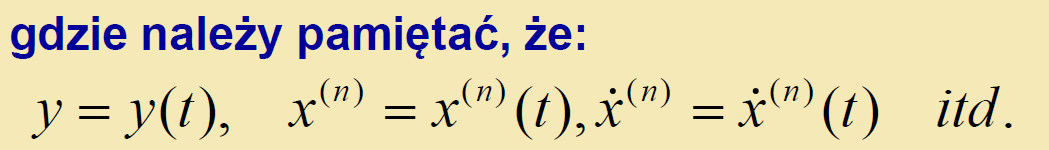 gdzie należy pamiętać, że:
y = y(t), x⁽ⁿ⁾ = x⁽ⁿ⁾(t), ẋ⁽ⁿ⁾ = ẋ⁽ⁿ⁾(t) itd.